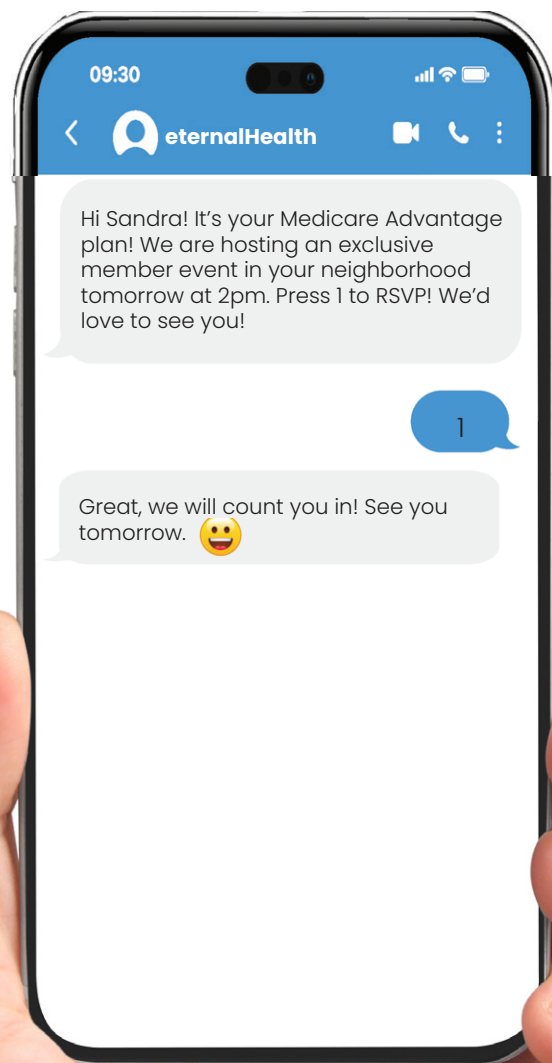 09:30
eternalHealth
Hi Sandra! It's your Medicare Advantage
plan! We are hosting an exclusive
member event in your neighborhood
tomorrow at 2pm. Press 1 to RSVP! We'd
love to see you!
1
Great, we will count you in! See you
tomorrow. 😃